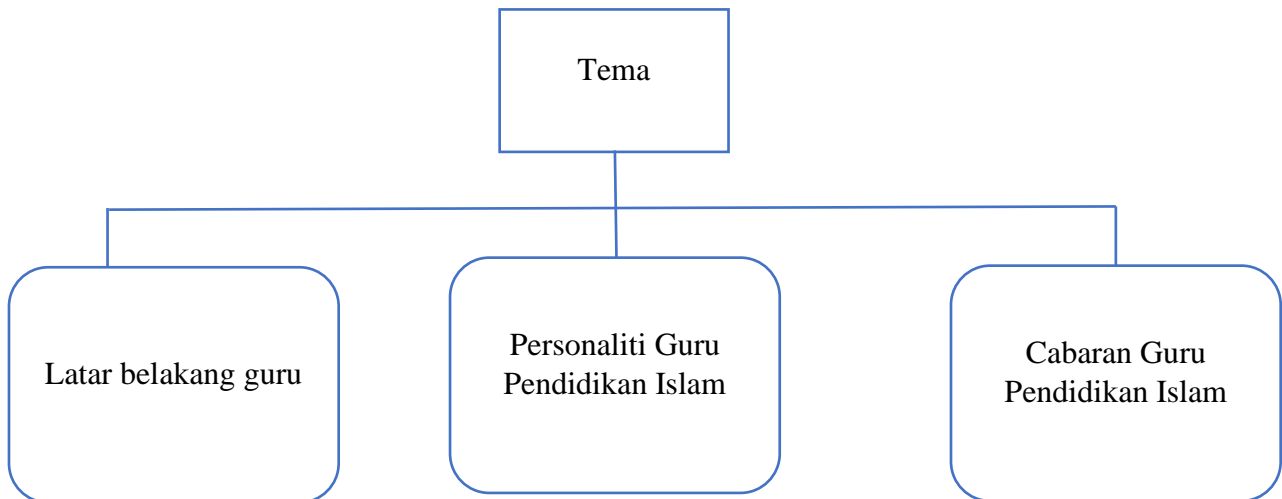 Tema
Latar belakang guru
Personaliti Guru
Pendidikan Islam
Cabaran Guru
Pendidikan Islam